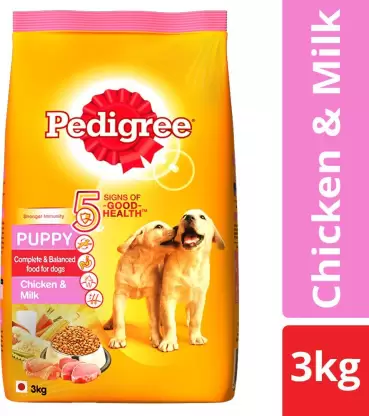 Pedigree
Stronger Immunity
5 SIGNS OF
-GOOD-
HEALTH™
PUPPY
Complete & Balanced
food for dogs
Chicken &
Milk
3kg
Chicken & Milk
3kg